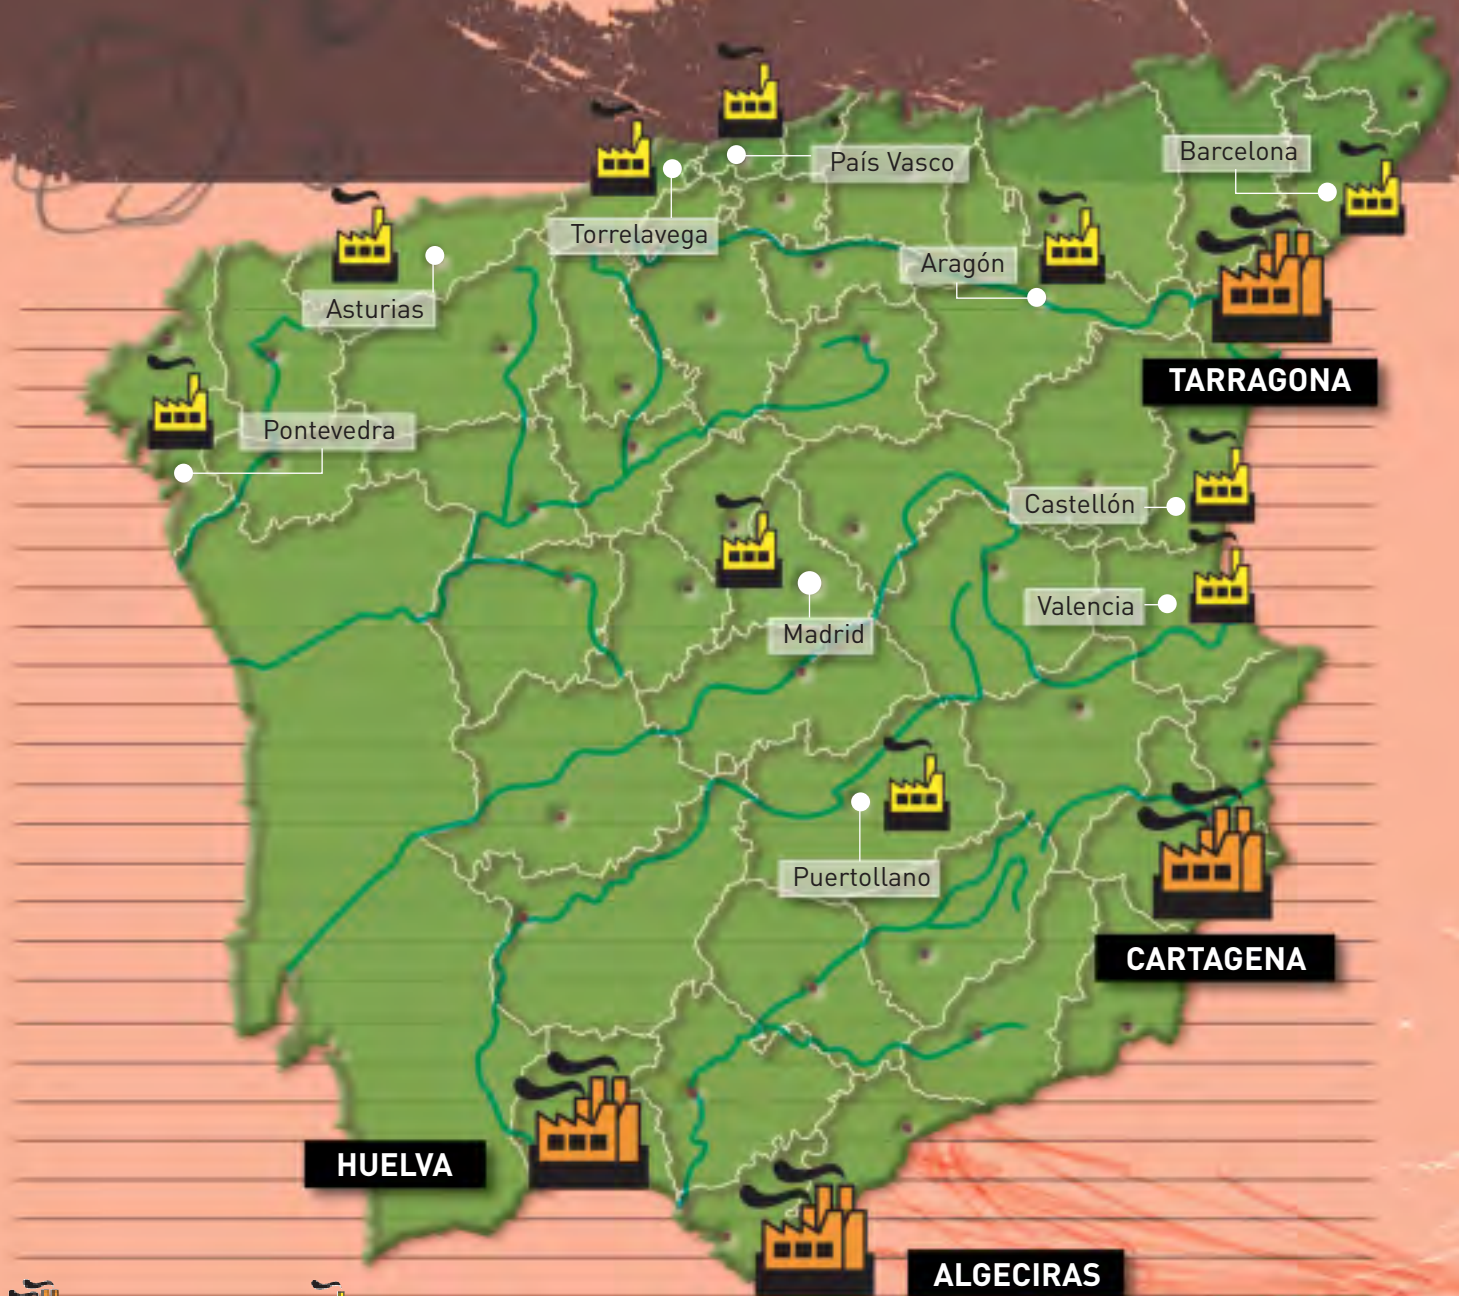 País Vasco
Barcelona
Torrelavega
Aragón
Asturias
TARRAGONA
Pontevedra
Castellón
Valencia
Madrid
Puertollano
CARTAGENA
HUELVA
ALGECIRAS